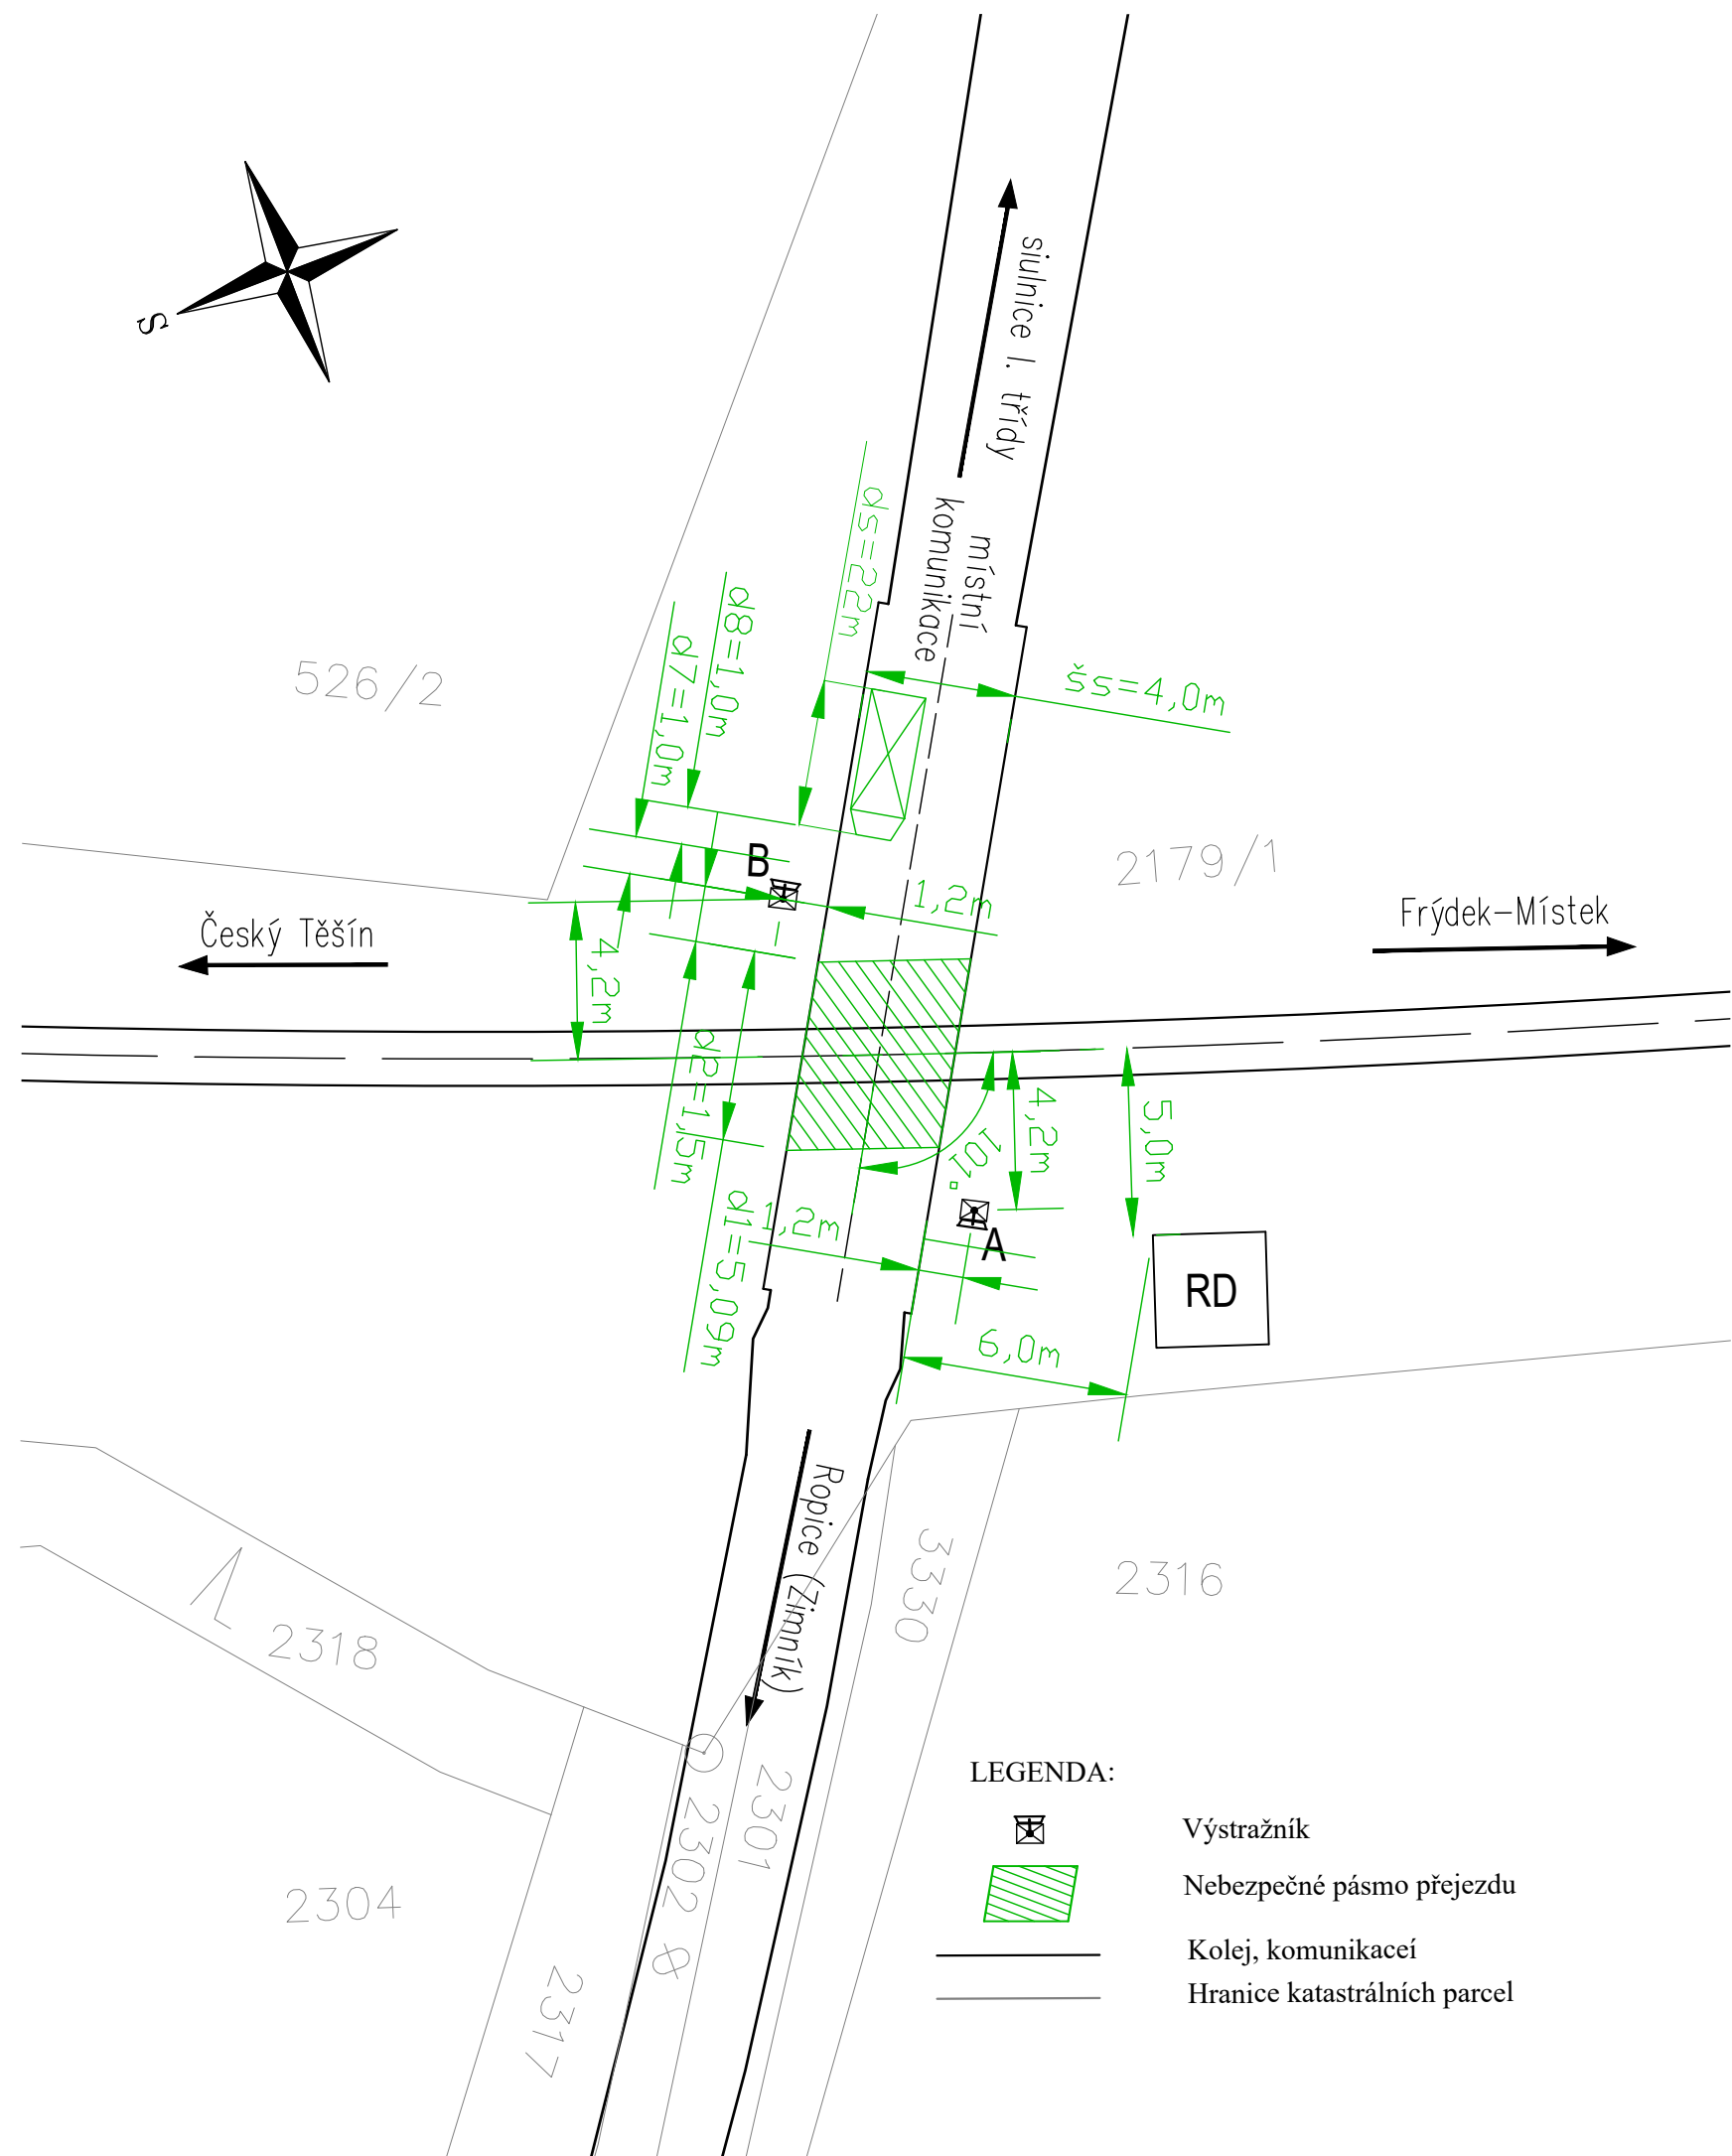 S
siulnice I. třídy
místní
komunikace
ds=22m
d8=1,0m
d7=1,0m
šs=4,0m
526/2
2179/1
B
1,2m
Český Těšín
Frýdek-Místek
4,2m
d2=1,5m
4,2m
5,0m
101°
d1=5,09m
1,2m
A
RD
6,0m
Ropice (Zimník)
3330
2316
2318
2301
2302
2304
2317
LEGENDA:
Výstražník
Nebezpečné pásmo přejezdu
Kolej, komunikaceí
Hranice katastrálních parcel